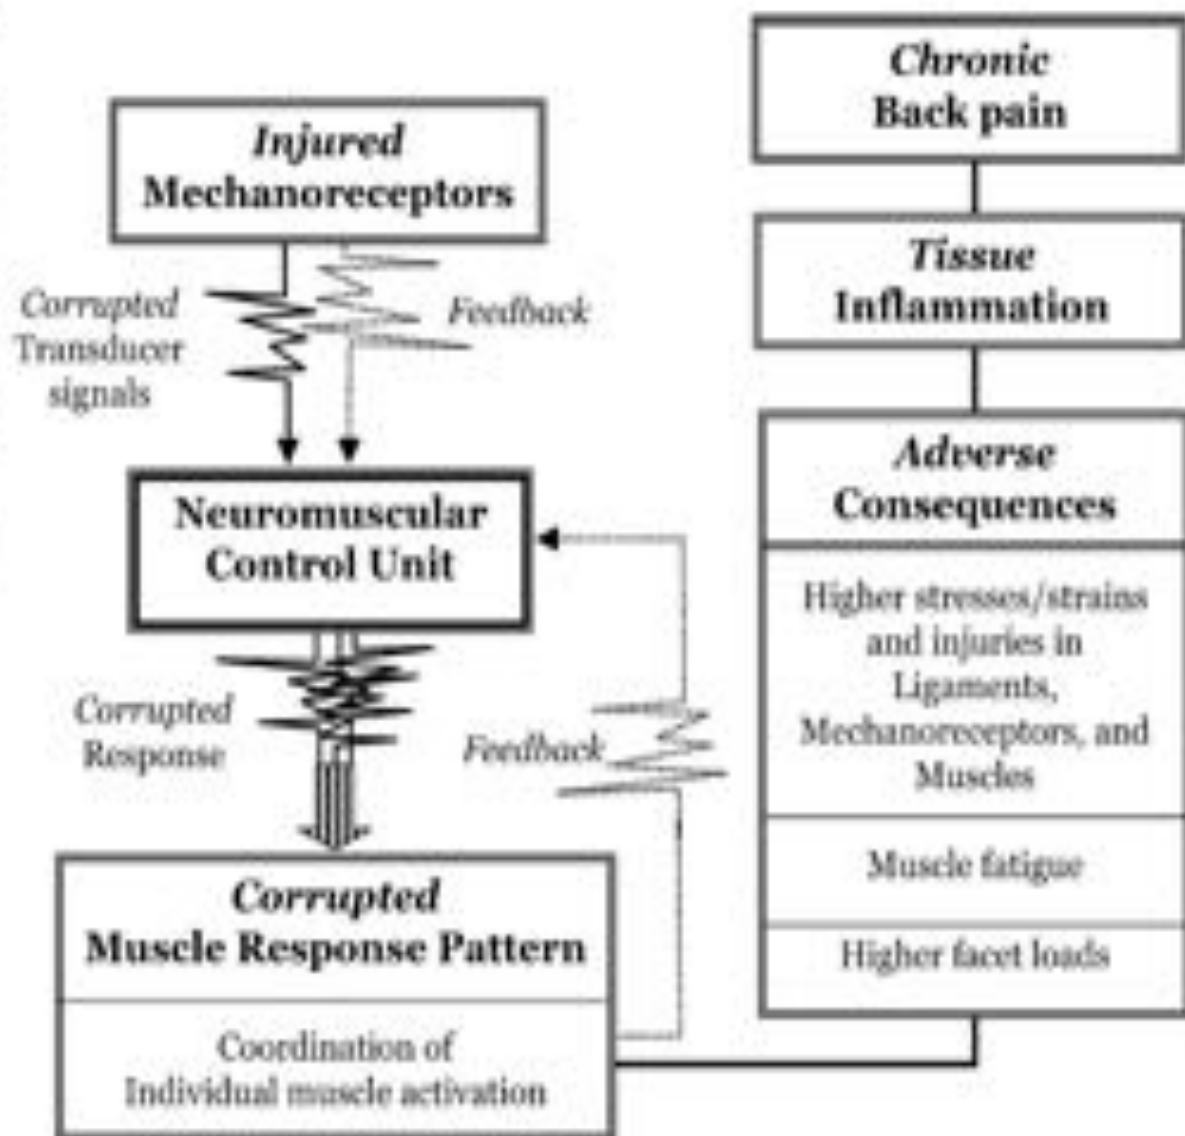 Injured
Mechanoreceptors
Corrupted
Transducer
signals
Feedback
Neuromuscular
Control Unit
Corrupted
Response
Feedback
Corrupted
Muscle Response Pattern
Coordination of
Individual muscle activation
Chronic
Back pain
Tissue
Inflammation
Adverse
Consequences
Higher stresses/strains
and injuries in
Ligaments,
Mechanoreceptors, and
Muscles
Muscle fatigue
Higher facet loads